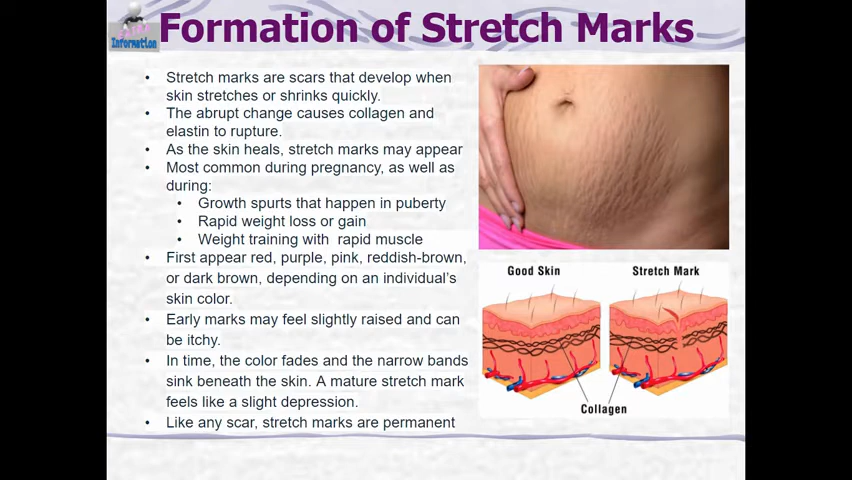 Information
Formation of Stretch Marks
• Stretch marks are scars that develop when
skin stretches or shrinks quickly.
• The abrupt change causes collagen and
elastin to rupture.
• As the skin heals, stretch marks may appear
• Most common during pregnancy, as well as
during:
• Growth spurts that happen in puberty
• Rapid weight loss or gain
• Weight training with rapid muscle
• First appear red, purple, pink, reddish-brown,
or dark brown, depending on an individual's
skin color.
• Early marks may feel slightly raised and can
be itchy.
• In time, the color fades and the narrow bands
sink beneath the skin. A mature stretch mark
feels like a slight depression.
• Like any scar, stretch marks are permanent
Good Skin
Stretch Mark
Collagen